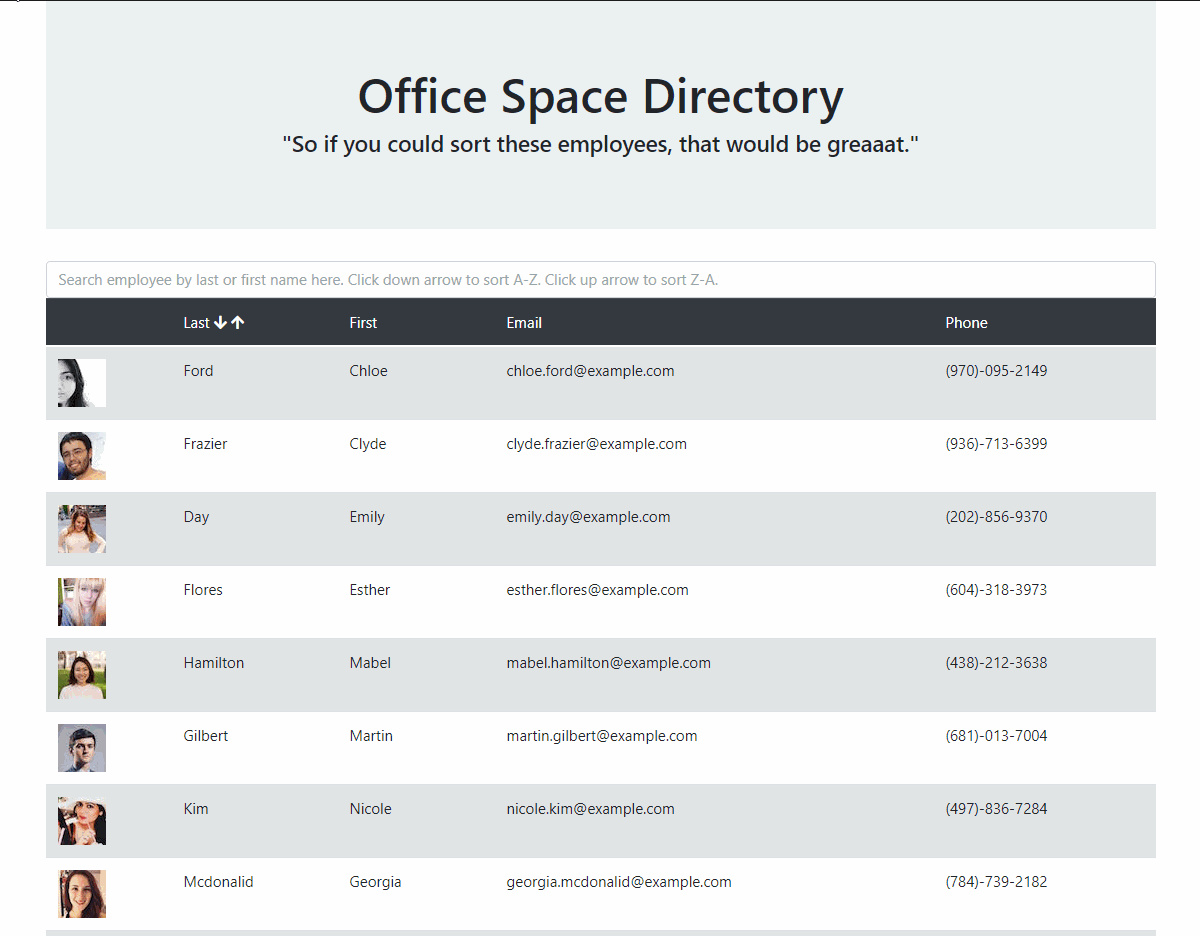 Office Space Directory
"So if you could sort these employees, that would be greaaat."
Search employee by last or first name here. Click down arrow to sort A-Z. Click up arrow to sort Z-A.
Last First Email Phone
Ford Chloe chloe.ford@example.com (970)-095-2149
Frazier Clyde clyde.frazier@example.com (936)-713-6399
Day Emily emily.day@example.com (202)-856-9370
Flores Esther esther.flores@example.com (604)-318-3973
Hamilton Mabel mabel.hamilton@example.com (438)-212-3638
Gilbert Martin martin.gilbert@example.com (681)-013-7004
Kim Nicole nicole.kim@example.com (497)-836-7284
Mcdonalid Georgia georgia.mcdonalid@example.com (784)-739-2182